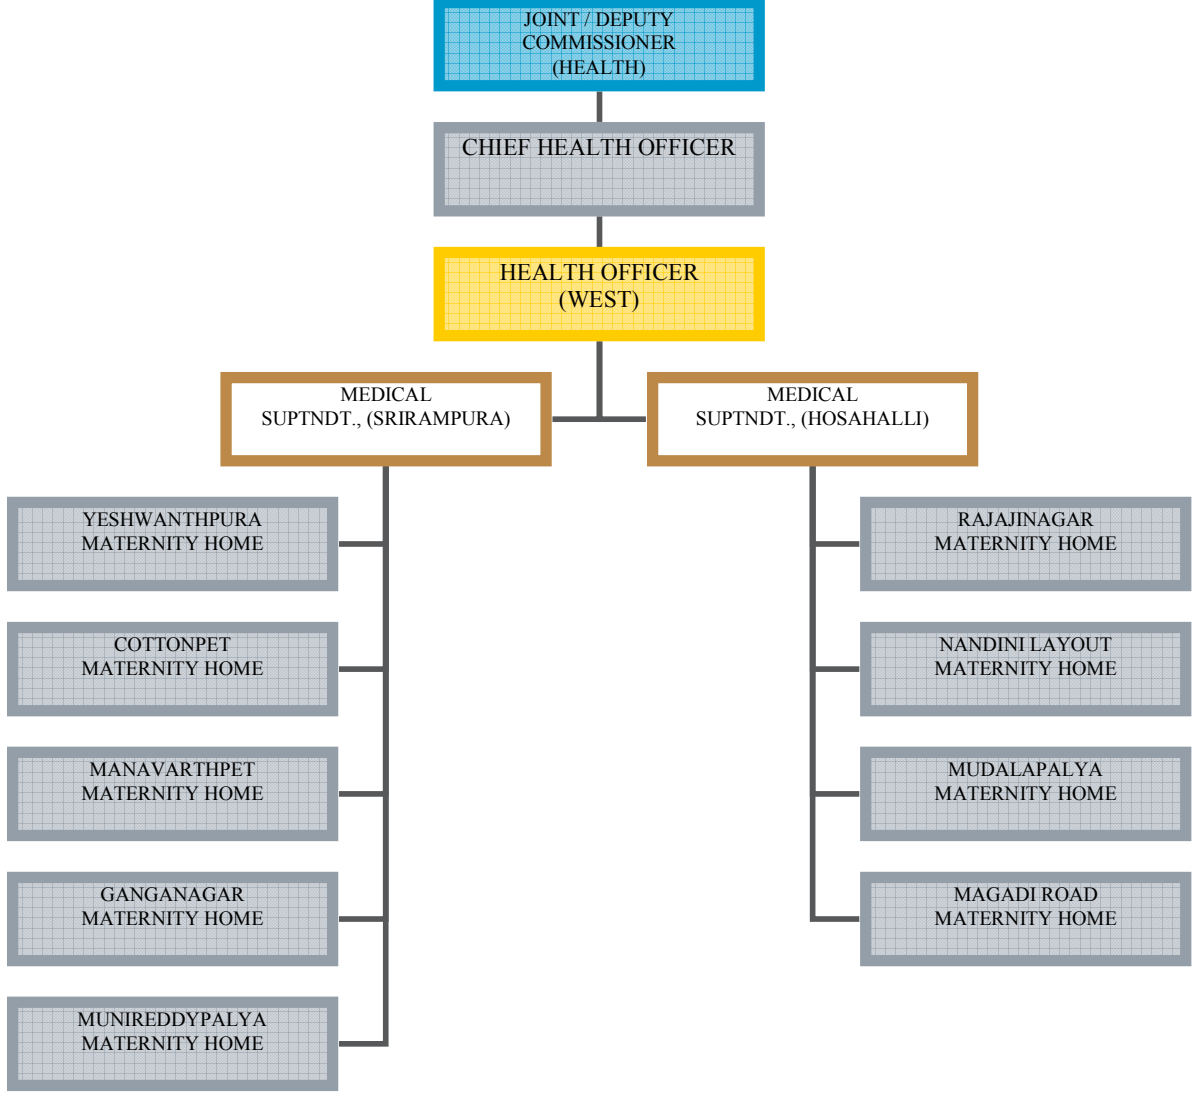 JOINT / DEPUTY
COMMISSIONER
(HEALTH)
CHIEF HEALTH OFFICER
HEALTH OFFICER
(WEST)
MEDICAL
SUPTNDT., (SRIRAMPURA)
MEDICAL
SUPTNDT., (HOSAHALLI)
YESHWANTHPURA
MATERNITY HOME
COTTONPET
MATERNITY HOME
MANAVARTHPET
MATERNITY HOME
GANGANAGAR
MATERNITY HOME
MUNIREDDYPALYA
MATERNITY HOME
RAJAJINAGAR
MATERNITY HOME
NANDINI LAYOUT
MATERNITY HOME
MUDALAPALYA
MATERNITY HOME
MAGADI ROAD
MATERNITY HOME